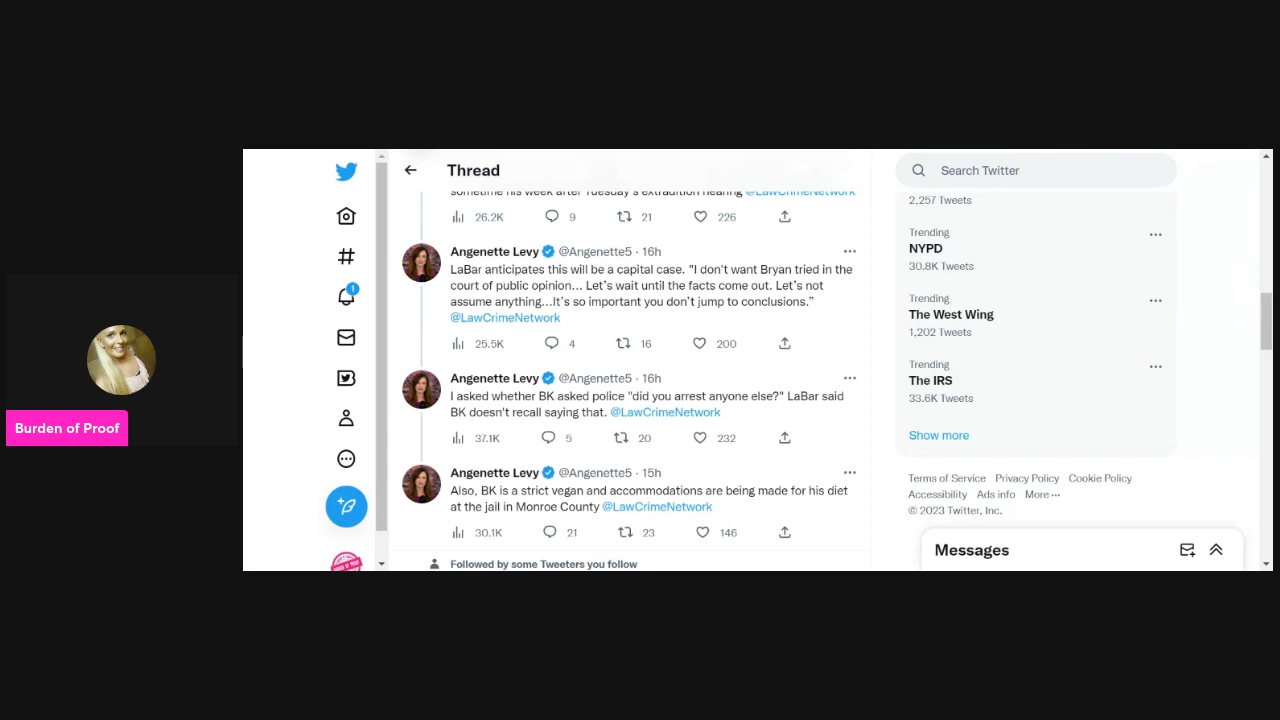 Thread
Search Twitter
sometime his week after Tuesday's extradition hearing @LawCrimeNetwork
26.2K 9 21 226
Angenette Levy @Angenette5 · 16h
LaBar anticipates this will be a capital case. "I don't want Bryan tried in the
court of public opinion... Let's wait until the facts come out. Let's not
assume anything...It's so important you don't jump to conclusions."
@LawCrimeNetwork
25.5K 4 16 200
Angenette Levy @Angenette5 · 16h
I asked whether BK asked police "did you arrest anyone else?" LaBar said
BK doesn't recall saying that. @LawCrimeNetwork
37.1K 5 20 232
Angenette Levy @Angenette5 · 15h
Also, BK is a strict vegan and accommodations are being made for his diet
at the jail in Monroe County @LawCrimeNetwork
30.1K 21 23 146
Followed by some Tweeters you follow
2,257 Tweets
Trending
NYPD
30.8K Tweets
Trending
The West Wing
1,202 Tweets
Trending
The IRS
33.6K Tweets
Show more
Terms of Service Privacy Policy Cookie Policy
Accessibility Ads info More ...
© 2023 Twitter, Inc.
Messages
1
Burden of Proof